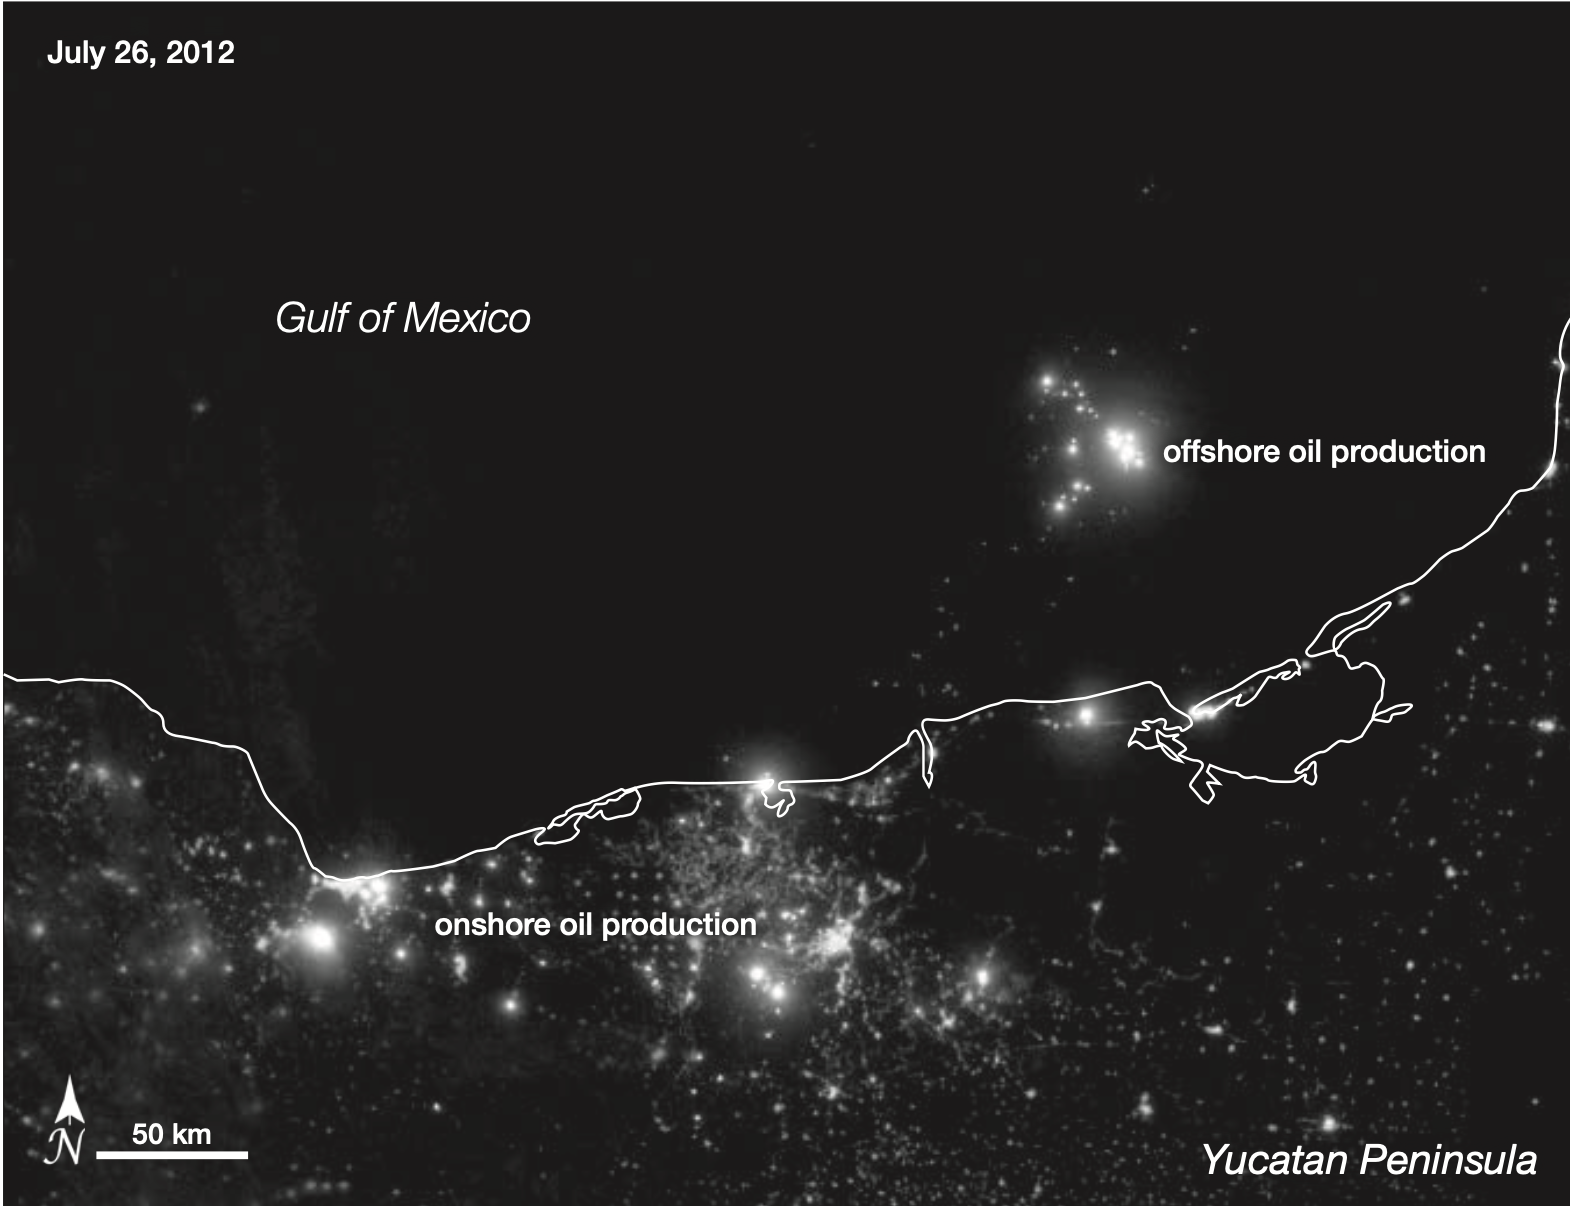 July 26, 2012
Gulf of Mexico
offshore oil production
onshore oil production
N
50 km
Yucatan Peninsula